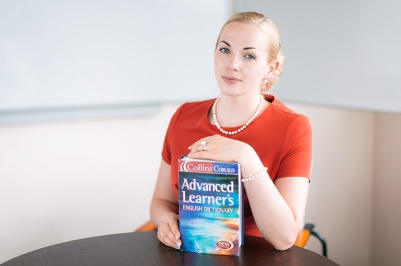 Collins COBUILD
Advanced
Learner's
ENGLISH DICTIONARY